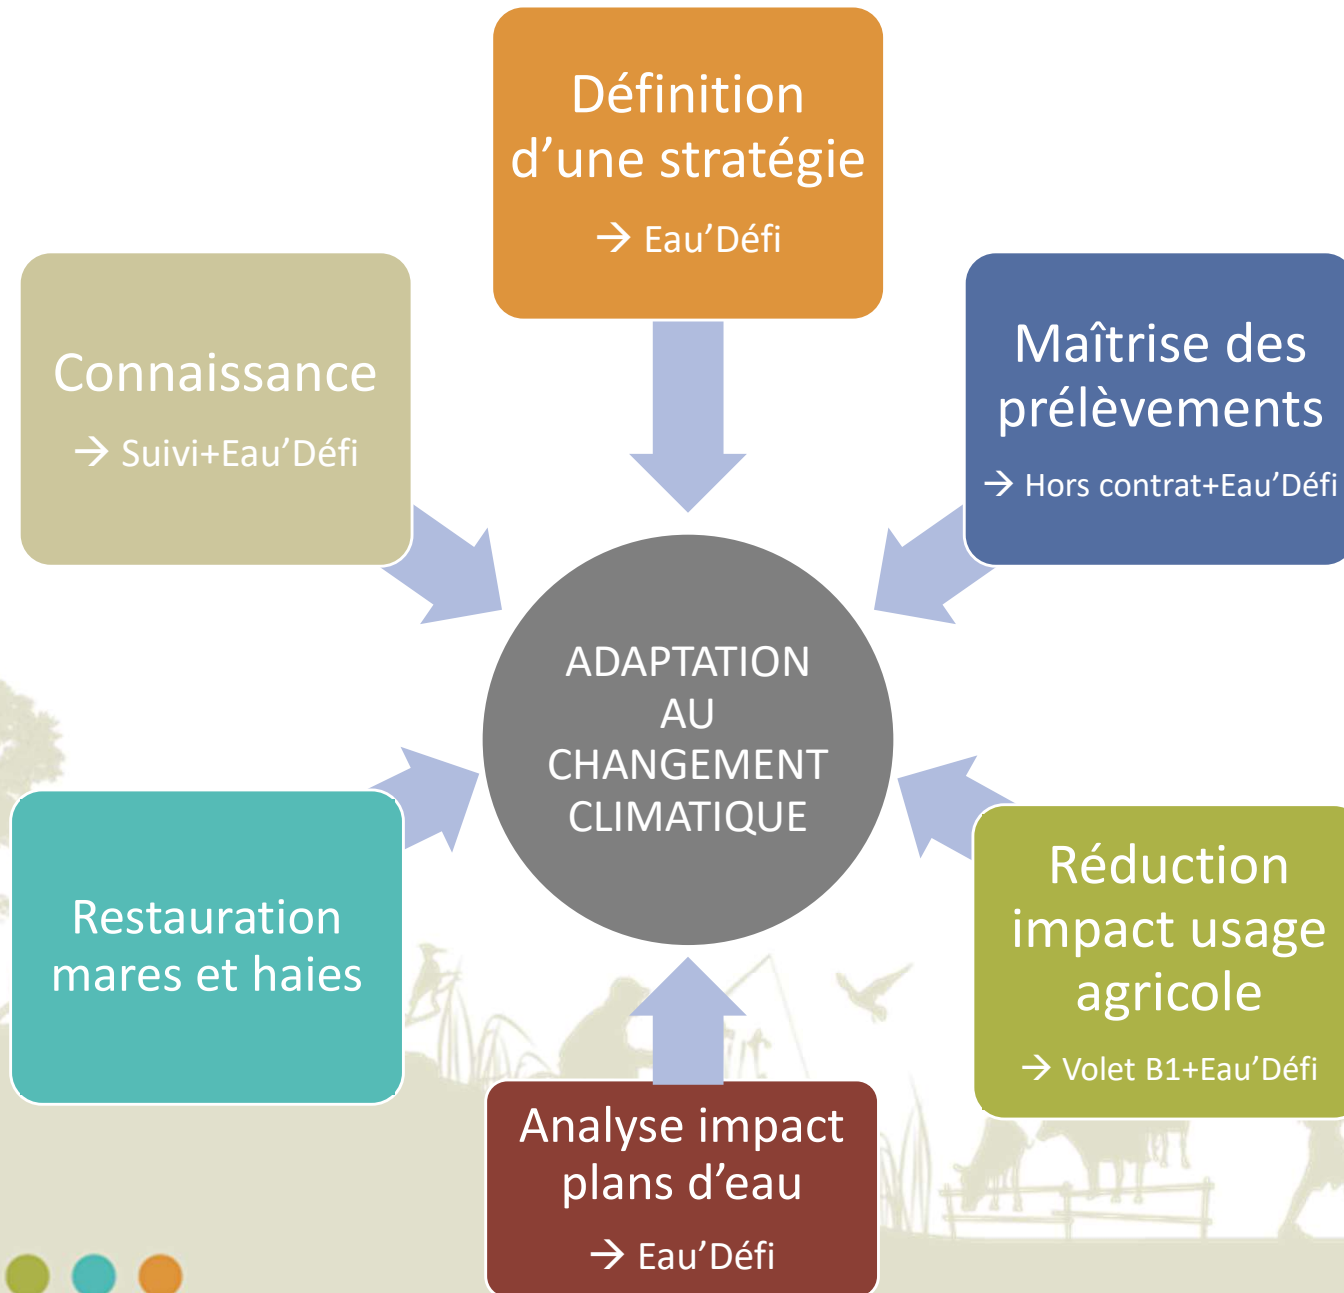 Définition
d’une stratégie
→ Eau’Défi
Connaissance
→ Suivi+Eau’Défi
Maîtrise des
prélèvements
→ Hors contrat+Eau’Défi
ADAPTATION
AU
CHANGEMENT
CLIMATIQUE
Restauration
mares et haies
Réduction
impact usage
agricole
→ Volet B1+Eau’Défi
Analyse impact
plans d’eau
→ Eau’Défi